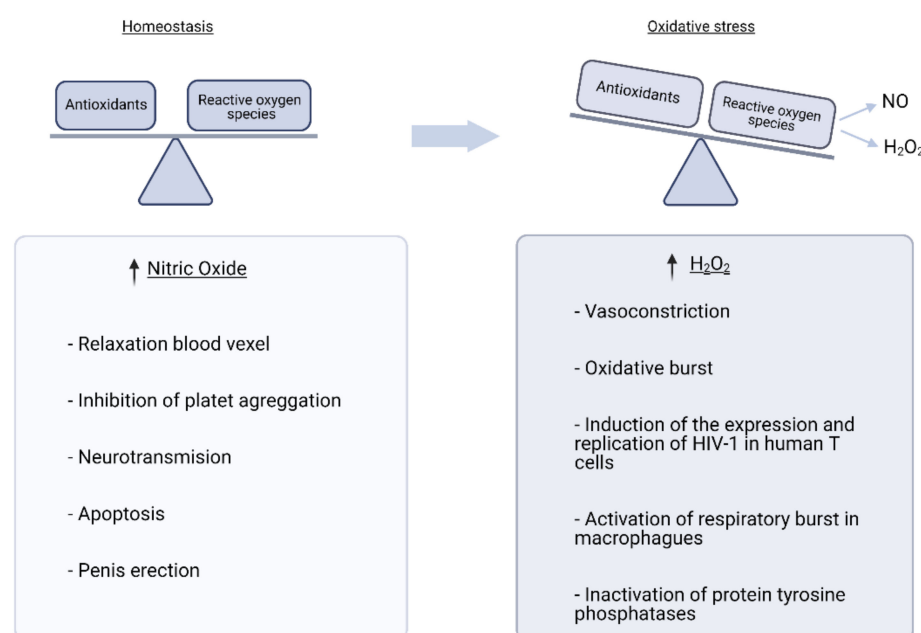 Homeostasis
Antioxidants
Reactive oxygen
species
Oxidative stress
Antioxidants
Reactive oxygen
species
NO
H₂O₂
Nitric Oxide
- Relaxation blood vexel
- Inhibition of platet agreggation
- Neurotransmision
- Apoptosis
- Penis erection
H₂O₂
- Vasoconstriction
- Oxidative burst
- Induction of the expression and
replication of HIV-1 in human T
cells
- Activation of respiratory burst in
macrophagues
- Inactivation of protein tyrosine
phosphatases